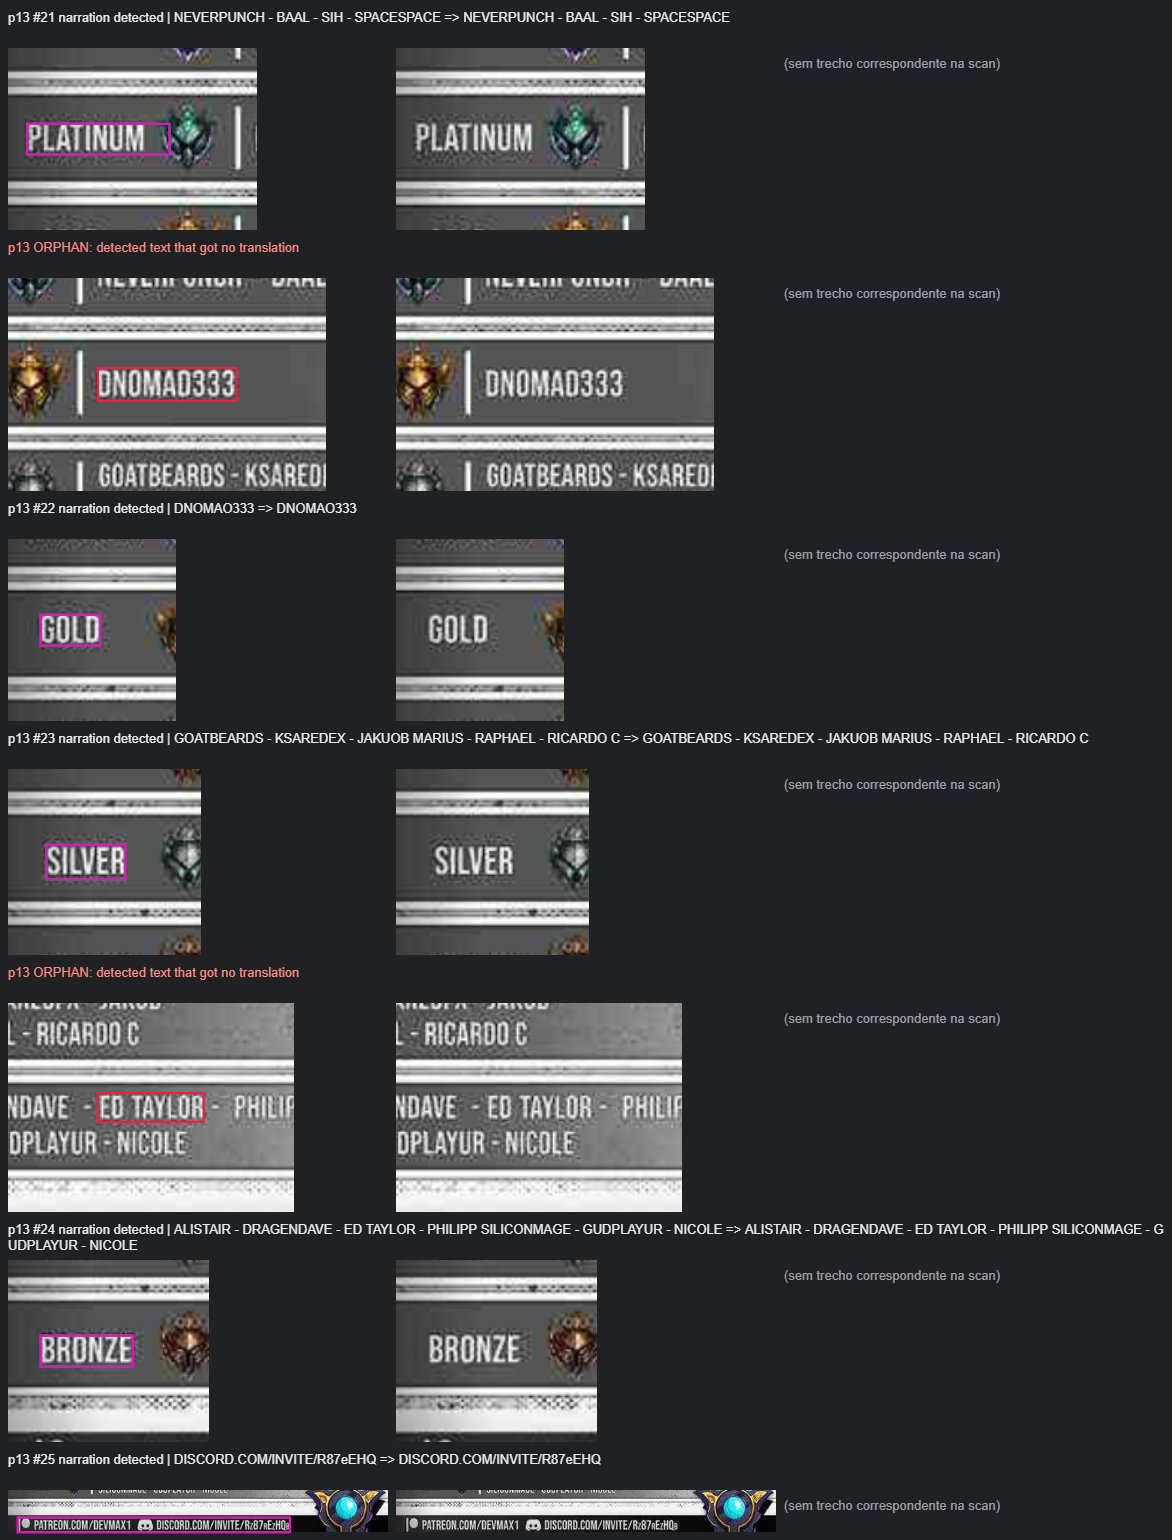 p13 #21 narration detected | NEVERPUNCH - BAAL - SIH - SPACESPACE => NEVERPUNCH - BAAL - SIH - SPACESPACE
PLATINUM PLATINUM (sem trecho correspondente na scan)
p13 ORPHAN: detected text that got no translation
DNOMAD333 DNOMAD333 (sem trecho correspondente na scan)
GOATBEARDS - KSAREDE GOATBEARDS - KSAREDE
p13 #22 narration detected | DNOMAO333 => DNOMAO333
GOLD GOLD (sem trecho correspondente na scan)
p13 #23 narration detected | GOATBEARDS - KSAREDEX - JAKUOB MARIUS - RAPHAEL - RICARDO C => GOATBEARDS - KSAREDEX - JAKUOB MARIUS - RAPHAEL - RICARDO C
SILVER SILVER (sem trecho correspondente na scan)
p13 ORPHAN: detected text that got no translation
L - RICARDO C L - RICARDO C (sem trecho correspondente na scan)
NDAVE - ED TAYLOR - PHILIP NDAVE - ED TAYLOR - PHILIP
DPLAYUR - NICOLE DPLAYUR - NICOLE
p13 #24 narration detected | ALISTAIR - DRAGENDAVE - ED TAYLOR - PHILIPP SILICONMAGE - GUDPLAYUR - NICOLE => ALISTAIR - DRAGENDAVE - ED TAYLOR - PHILIPP SILICONMAGE - G
UDPLAYUR - NICOLE
BRONZE BRONZE (sem trecho correspondente na scan)
p13 #25 narration detected | DISCORD.COM/INVITE/R87eEHQ => DISCORD.COM/INVITE/R87eEHQ
(sem trecho correspondente na scan)
PATREON.COM/DEVMAX1 PATREON.COM/DEVMAX1